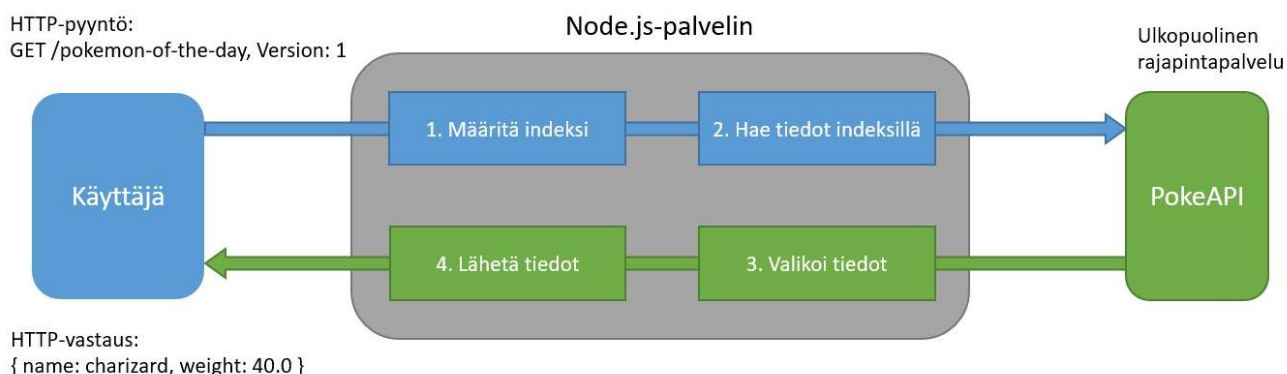 HTTP-pyyntö:
GET /pokemon-of-the-day, Version: 1
Node.js-palvelin
Ulkopuolinen
rajapintapalvelu
Käyttäjä
1. Määritä indeksi
2. Hae tiedot indeksillä
PokeAPI
4. Lähetä tiedot
3. Valikoi tiedot
HTTP-vastaus:
{ name: charizard, weight: 40.0 }